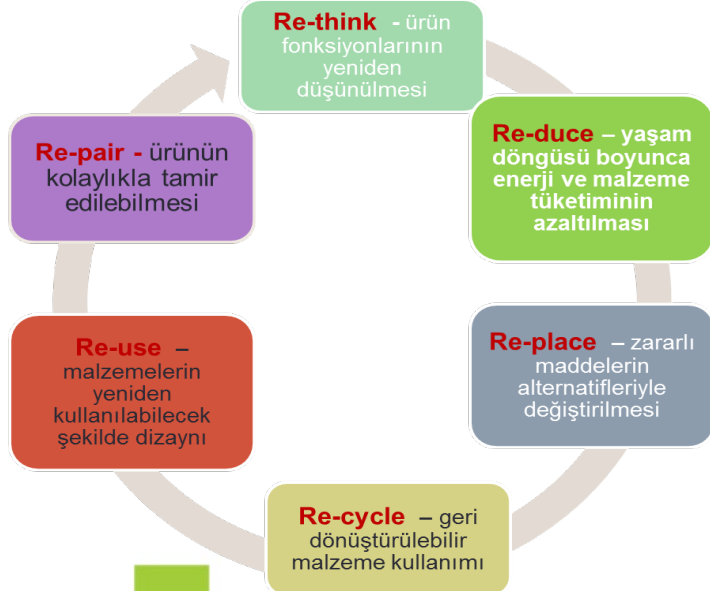 Re-think - ürün
fonksiyonlarının
yeniden
düşünülmesi
Re-duce – yaşam
döngüsü boyunca
enerji ve malzeme
tüketiminin
azaltılması
Re-place – zararlı
maddelerin
alternatifleriyle
değiştirilmesi
Re-cycle – geri
dönüştürülebilir
malzeme kullanımı
Re-use –
malzemelerin
yeniden
kullanılabilecek
şekilde dizaynı
Re-pair - ürünün
kolaylıkla tamir
edilebilmesi